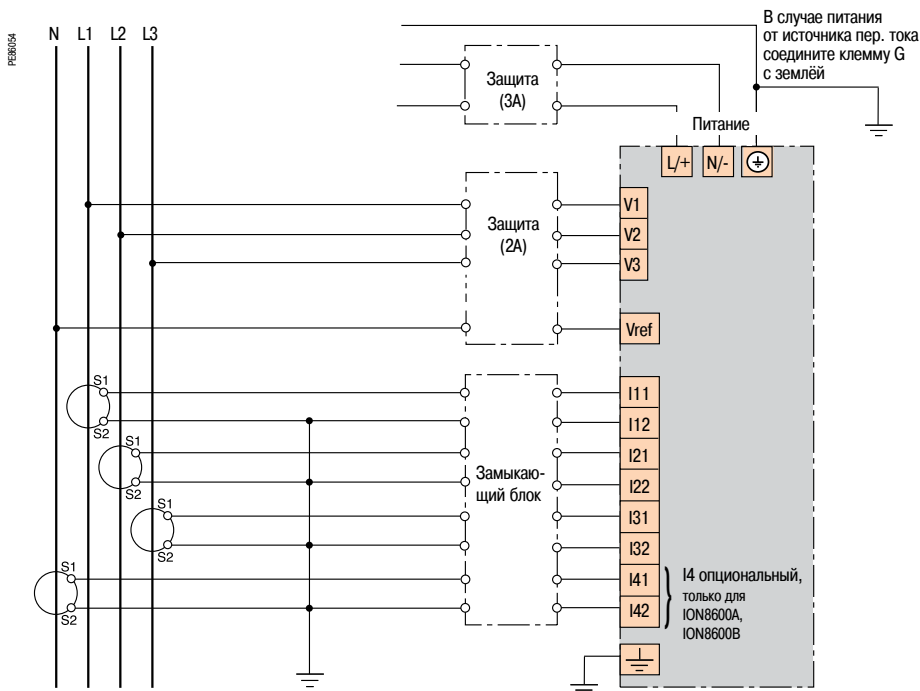 PE86054
N L1 L2 L3
В случае питания
от источника пер. тока
соедините клемму G
с землёй
Защита
(3А)
Питание
L/+ N/-
Защита
(2А)
V1
V2
V3
Vref
S1
S2
S1
S2
S1
S2
S1
S2
Замыкаю-
щий блок
I11
I12
I21
I22
I31
I32
I41
I42
I4 опциональный,
только для
ION8600A,
ION8600B